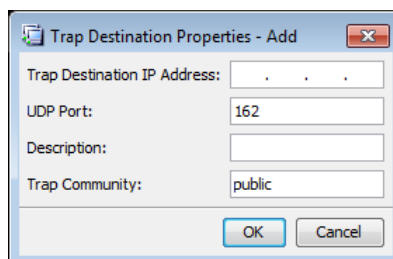 Trap Destination Properties - Add
Trap Destination IP Address: . . .
UDP Port: 162
Description:
Trap Community: public
OK Cancel